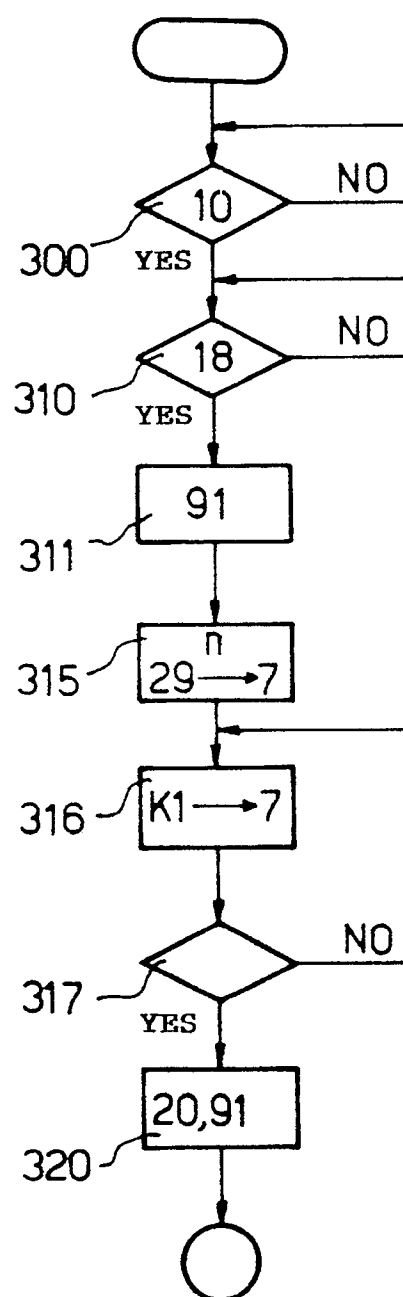 10
NO
300
YES
18
NO
310
YES
91
311
n
315
29 → 7
K1 → 7
316
NO
317
YES
20,91
320